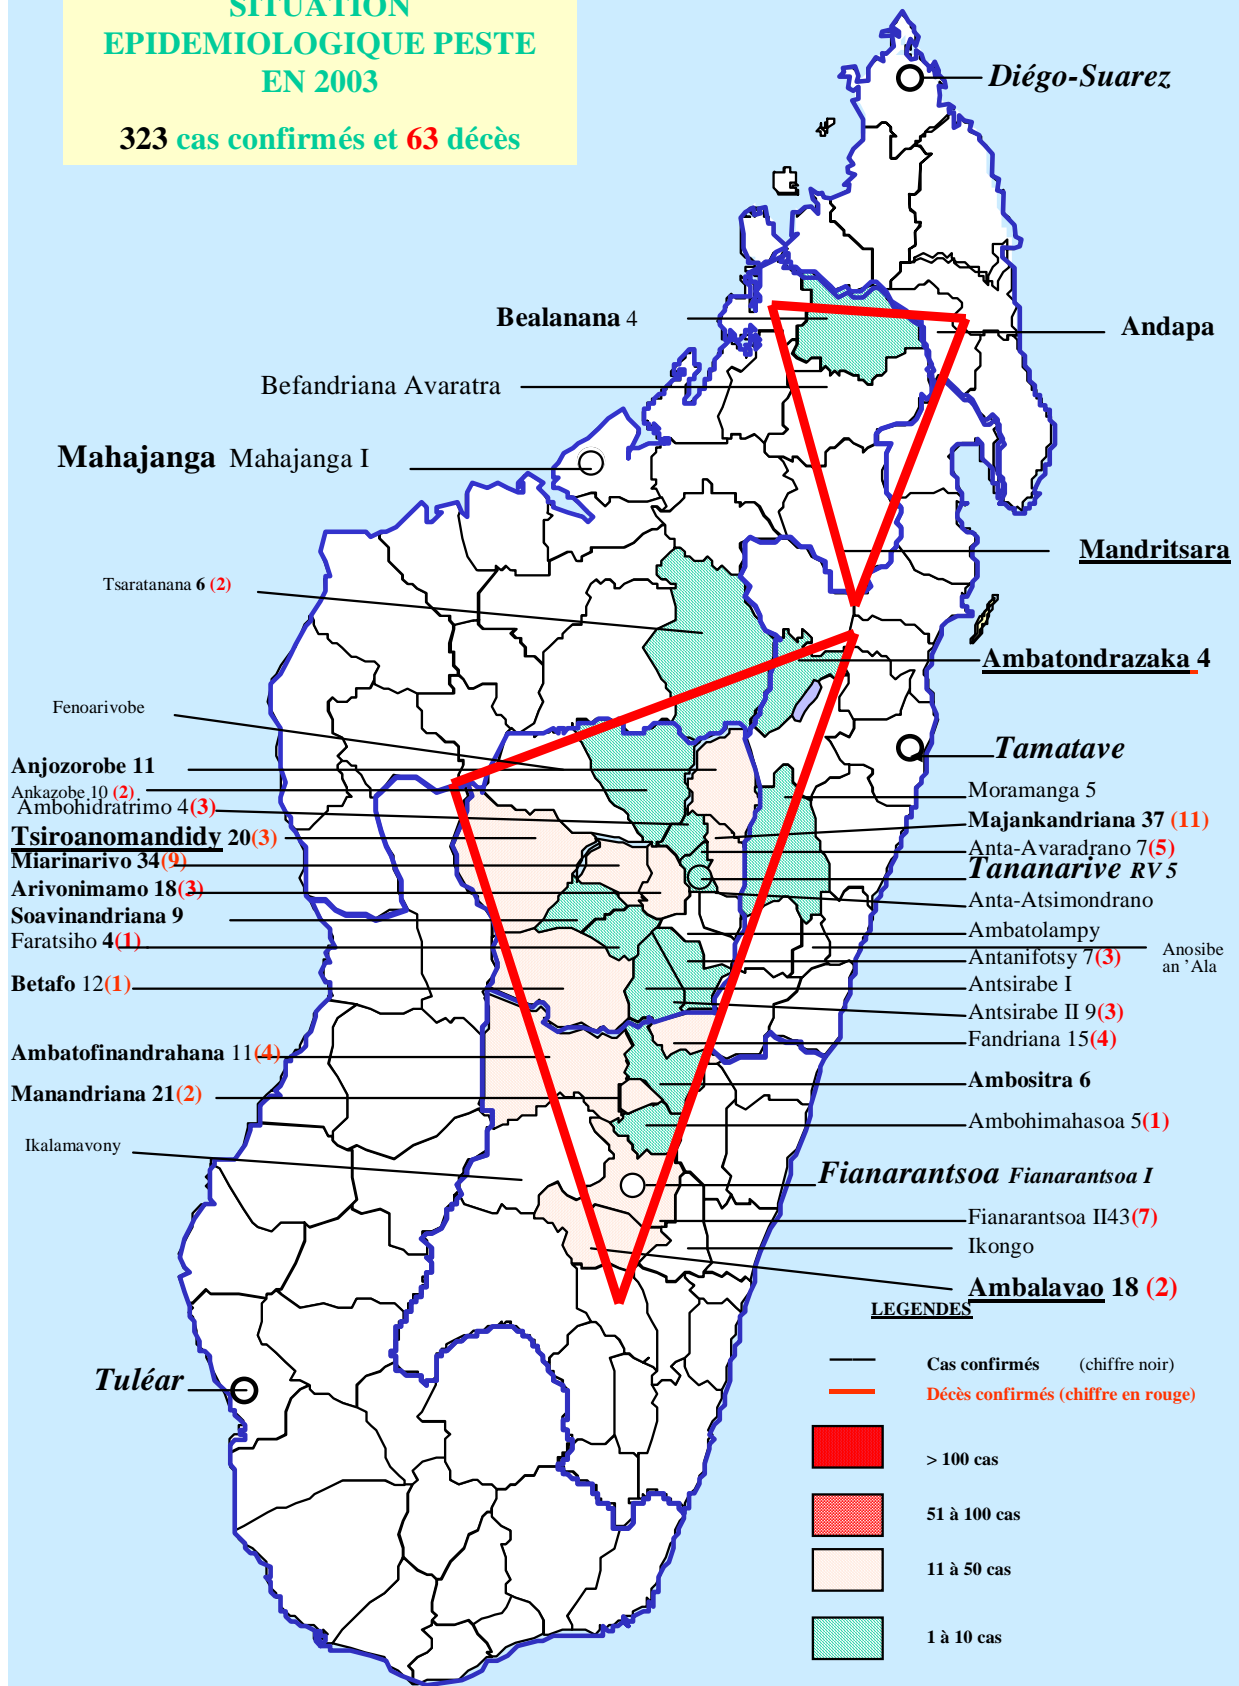 SITUATION
EPIDEMIOLOGIQUE PESTE
EN 2003
323 cas confirmés et 63 décès
Diégo-Suarez
Bealanana 4
Andapa
Befandriana Avaratra
Mahajanga Mahajanga I
Mandritsara
Tsaratanana 6 (2)
Ambatondrazaka 4
Fenoarivobe
Tamatave
Anjozorobe 11
Ankazobe 10 (2)
Ambohidratrimo 4(3)
Tsiroanomandidy 20(3)
Miarinarivo 34(9)
Arivonimamo 18(3)
Soavinandriana 9
Faratsiho 4(1)
Betafo 12(1)
Ambatofinandrahana 11(4)
Manandriana 21(2)
Ikalamavony
Moramanga 5
Majankandriana 37 (11)
Anta-Avaradrano 7(5)
Tananarive RV 5
Anta-Atsimondrano
Ambatolampy
Antanifotsy 7(3)
Anosibe
an 'Ala
Antsirabe I
Antsirabe II 9(3)
Fandriana 15(4)
Ambositra 6
Ambohimahasoa 5(1)
Fianarantsoa Fianarantsoa I
Fianarantsoa II43(7)
Ikongo
Ambalavao 18 (2)
Tuléar
LEGENDES
Cas confirmés (chiffre noir)
Décès confirmés (chiffre en rouge)
> 100 cas
51 à 100 cas
11 à 50 cas
1 à 10 cas